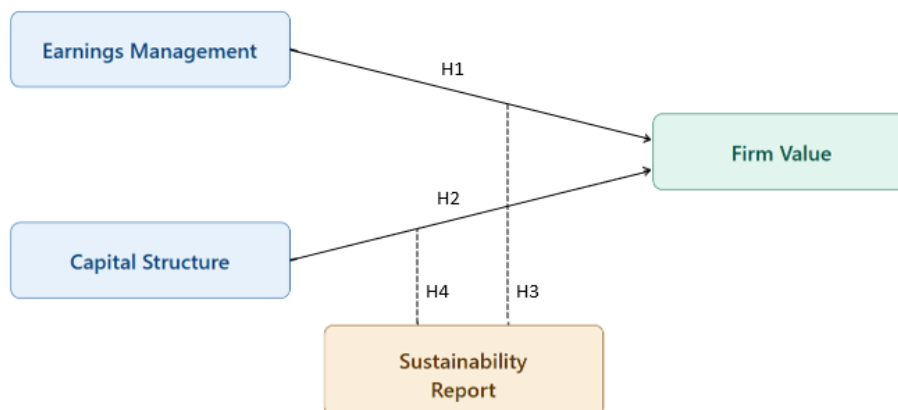 Earnings Management
H1
Firm Value
H2
Capital Structure
H4
H3
Sustainability
Report